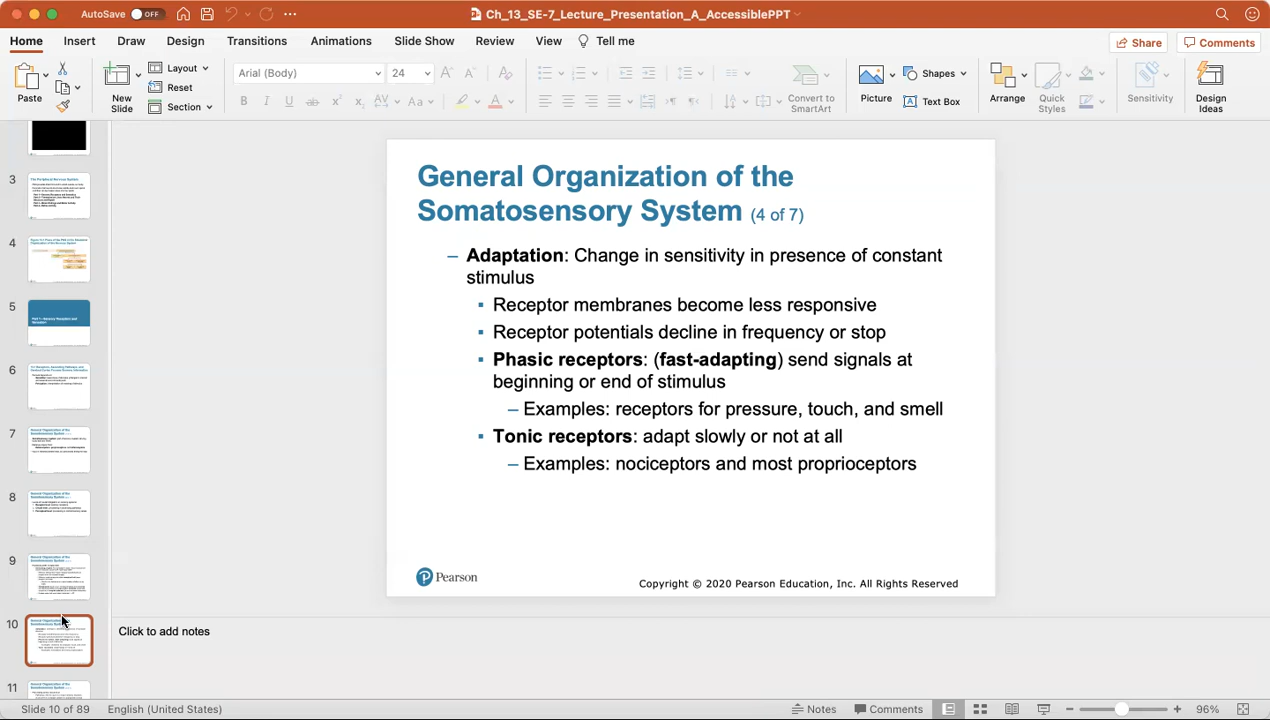 AutoSave OFF
Ch_13_SE-7_Lecture_Presentation_A_AccessiblePPT
Home Insert Draw Design Transitions Animations Slide Show Review View Tell me Share Comments
Paste
New Slide
Layout
Reset
Section
Arial (Body) 24
Convert to SmartArt
Picture
Shapes
Text Box
Arrange
Quick Styles
Sensitivity
Design Ideas
3
4
5
6
7
8
9
10
11
General Organization of the
Somatosensory System (4 of 7)
– Adaptation: Change in sensitivity in presence of constant
stimulus
▪ Receptor membranes become less responsive
▪ Receptor potentials decline in frequency or stop
▪ Phasic receptors: (fast-adapting) send signals at
beginning or end of stimulus
– Examples: receptors for pressure, touch, and smell
▪ Tonic receptors: adapt slowly or not at all
– Examples: nociceptors and most proprioceptors
Pearson
Copyright © 2020 Pearson Education, Inc. All Rights Reserved
Click to add notes
Slide 10 of 89 English (United States) Notes Comments 96%